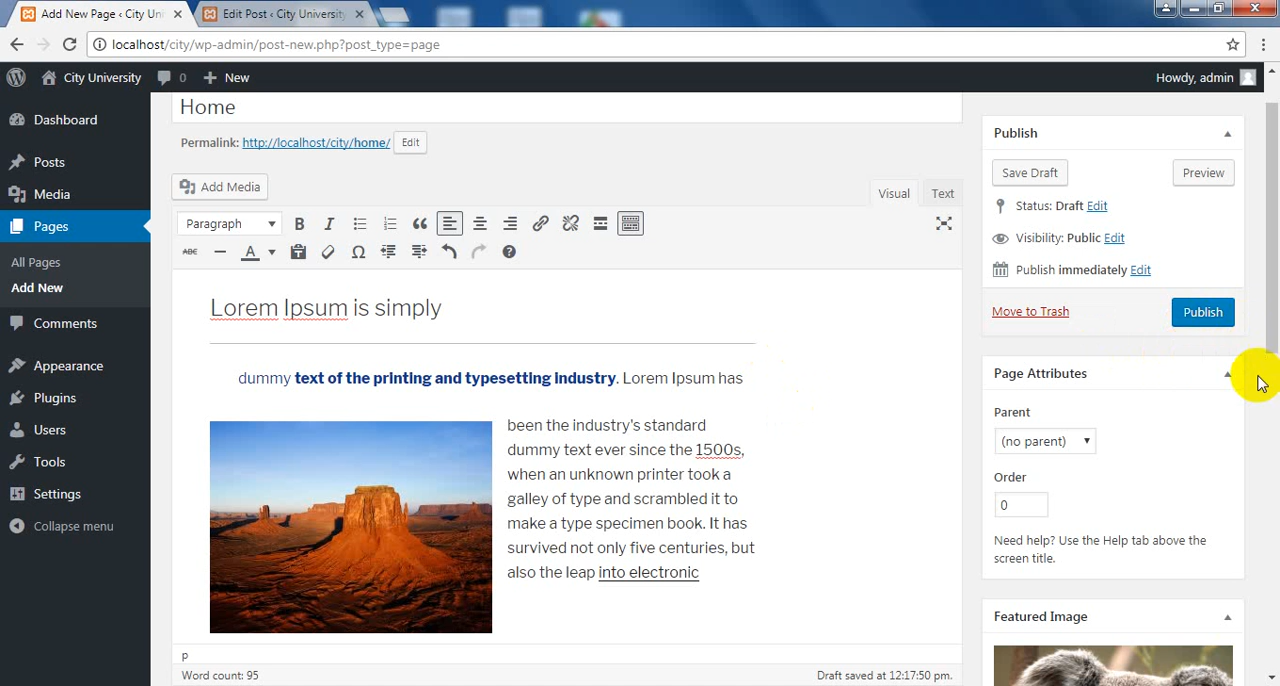 Add New Page ‹ City Uni
Edit Post ‹ City University
localhost/city/wp-admin/post-new.php?post_type=page
City University
0
New
Howdy, admin
Dashboard
Posts
Media
Pages
All Pages
Add New
Comments
Appearance
Plugins
Users
Tools
Settings
Collapse menu
Home
Permalink: http://localhost/city/home/ Edit
Add Media
Visual Text
Paragraph B I
ABC A
Lorem Ipsum is simply
dummy text of the printing and typesetting industry. Lorem Ipsum has
been the industry's standard
dummy text ever since the 1500s,
when an unknown printer took a
galley of type and scrambled it to
make a type specimen book. It has
survived not only five centuries, but
also the leap into electronic
p
Word count: 95
Draft saved at 12:17:50 pm.
Publish
Save Draft Preview
Status: Draft Edit
Visibility: Public Edit
Publish immediately Edit
Move to Trash Publish
Page Attributes
Parent
(no parent)
Order
0
Need help? Use the Help tab above the
screen title.
Featured Image